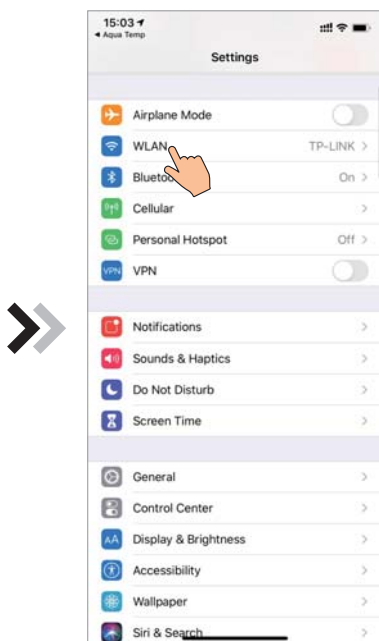 15:03
◀ Aqua Temp
Settings
Airplane Mode
WLAN TP-LINK >
Blueto On >
Cellular >
Personal Hotspot Off >
VPN VPN
Notifications >
Sounds & Haptics >
Do Not Disturb >
Screen Time >
General >
Control Center >
AA Display & Brightness >
Accessibility >
Wallpaper >
Siri & Search >